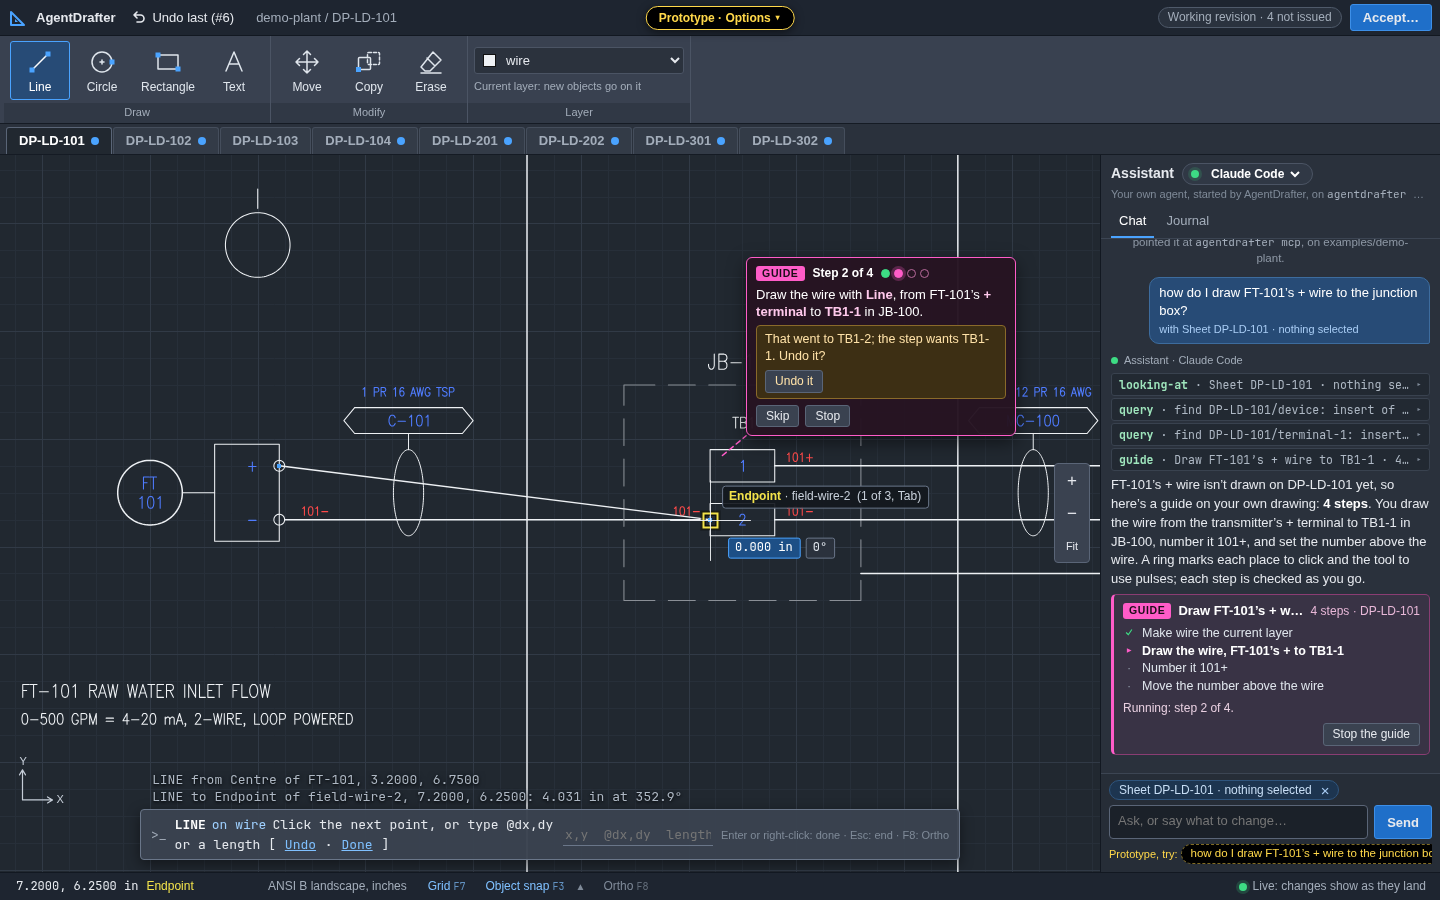 AgentDrafter
Undo last (#6)
demo-agent / DP-LD-101
Prototype · Options ▾
Working revision · 4 not issued
Accept…
Line
Circle
Rectangle
Text
Move
Copy
Erase
wire
Current layer: new objects go on it
Draw
Modify
Layer
DP-LD-101
DP-LD-102
DP-LD-103
DP-LD-104
DP-LD-201
DP-LD-202
DP-LD-301
DP-LD-302
Assistant
Claude Code
Your own agent, started by AgentDrafter, on agentdrafter …
Chat
Journal
pointed it at agentdrafter mcp, on examples/demo-
plant.
how do I draw FT-101's + wire to the junction
box?
with Sheet DP-LD-101 · nothing selected
Assistant · Claude Code
looking-at · Sheet DP-LD-101 · nothing se…
query · find DP-LD-101/device: insert of …
query · find DP-LD-101/terminal-1: insert…
guide · Draw FT-101's + wire to TB1-1 · 4…
FT-101's + wire isn't drawn on DP-LD-101 yet, so
here's a guide on your own drawing: 4 steps. You draw
the wire from the transmitter's + terminal to TB1-1 in
JB-100, number it 101+, and set the number above the
wire. A ring marks each place to click and the tool to
use pulses; each step is checked as you go.
GUIDE
Draw FT-101's + w…
4 steps · DP-LD-101
Make wire the current layer
Draw the wire, FT-101's + to TB1-1
Number it 101+
Move the number above the wire
Running: step 2 of 4.
Stop the guide
Sheet DP-LD-101 · nothing selected ×
Ask, or say what to change…
Send
Prototype, try:
how do I draw FT-101's + wire to the junction bo
GUIDE
Step 2 of 4
Draw the wire with Line, from FT-101's +
terminal to TB1-1 in JB-100.
That went to TB1-2; the step wants TB1-
1. Undo it?
Undo it
Skip
Stop
JB-
TB
1 PR 16 AWG TSP
C-101
12 PR 16 AWG
C-100
FT
101
+
−
101−
1
101+
101−
2
101−
Endpoint · field-wire-2 (1 of 3, Tab)
0.000 in
0°
+
−
Fit
FT-101 RAW WATER INLET FLOW
0-500 GPM = 4-20 mA, 2-WIRE, LOOP POWERED
Y
X
LINE from Centre of FT-101, 3.2000, 6.7500
LINE to Endpoint of field-wire-2, 7.2000, 6.2500: 4.031 in at 352.9°
>_
LINE on wire Click the next point, or type @dx,dy
or a length [ Undo · Done ]
x,y @dx,dy length
Enter or right-click: done · Esc: end · F8: Ortho
7.2000, 6.2500 in
Endpoint
ANSI B landscape, inches
Grid F7
Object snap F3
▲
Ortho F8
Live: changes show as they land